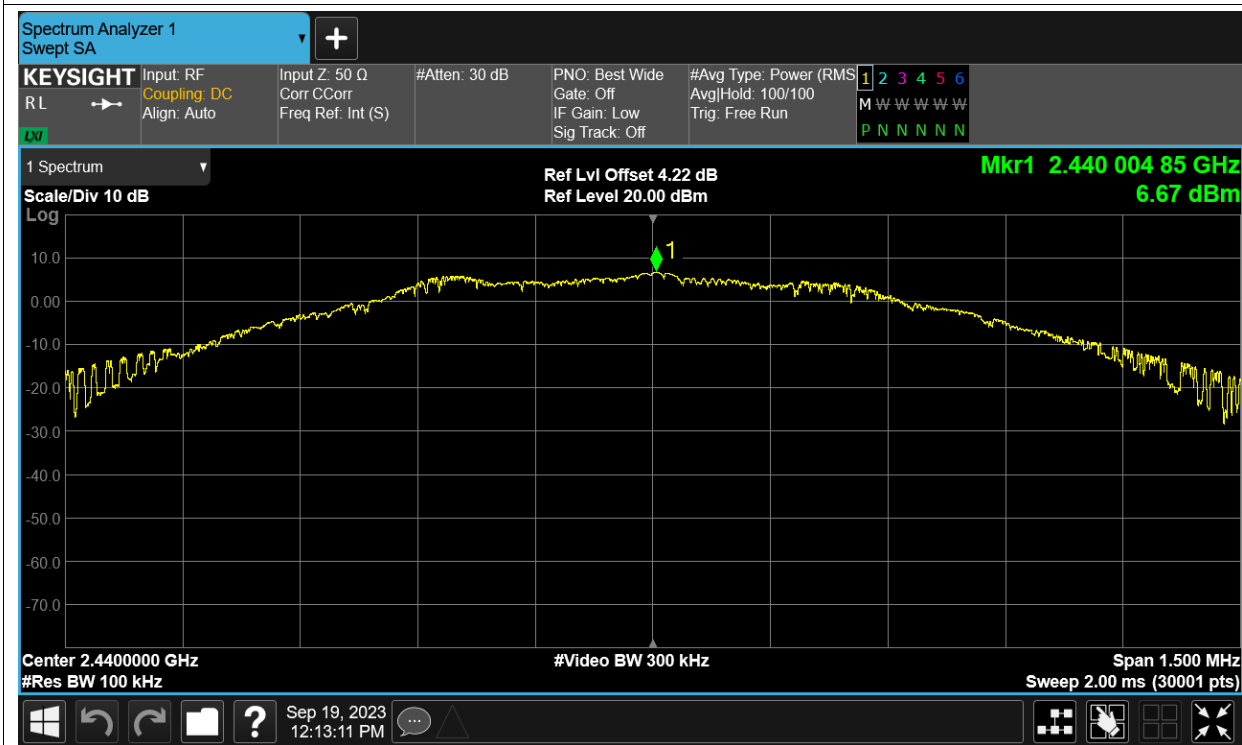 Spectrum Analyzer 1
Swept SA
KEYSIGHT
R L
LXI
Input: RF
Coupling: DC
Align: Auto
Input Z: 50 Ω
Corr CCorr
Freq Ref: Int (S)
#Atten: 30 dB
PNO: Best Wide
Gate: Off
IF Gain: Low
Sig Track: Off
#Avg Type: Power (RMS
Avg|Hold: 100/100
Trig: Free Run
1 2 3 4 5 6
M W W W W W
P N N N N N
1 Spectrum
Scale/Div 10 dB
Log
Ref Lvl Offset 4.22 dB
Ref Level 20.00 dBm
Mkr1 2.440 004 85 GHz
6.67 dBm
1
10.0
0.00
-10.0
-20.0
-30.0
-40.0
-50.0
-60.0
-70.0
Center 2.4400000 GHz
#Res BW 100 kHz
#Video BW 300 kHz
Span 1.500 MHz
Sweep 2.00 ms (30001 pts)
?
Sep 19, 2023
12:13:11 PM